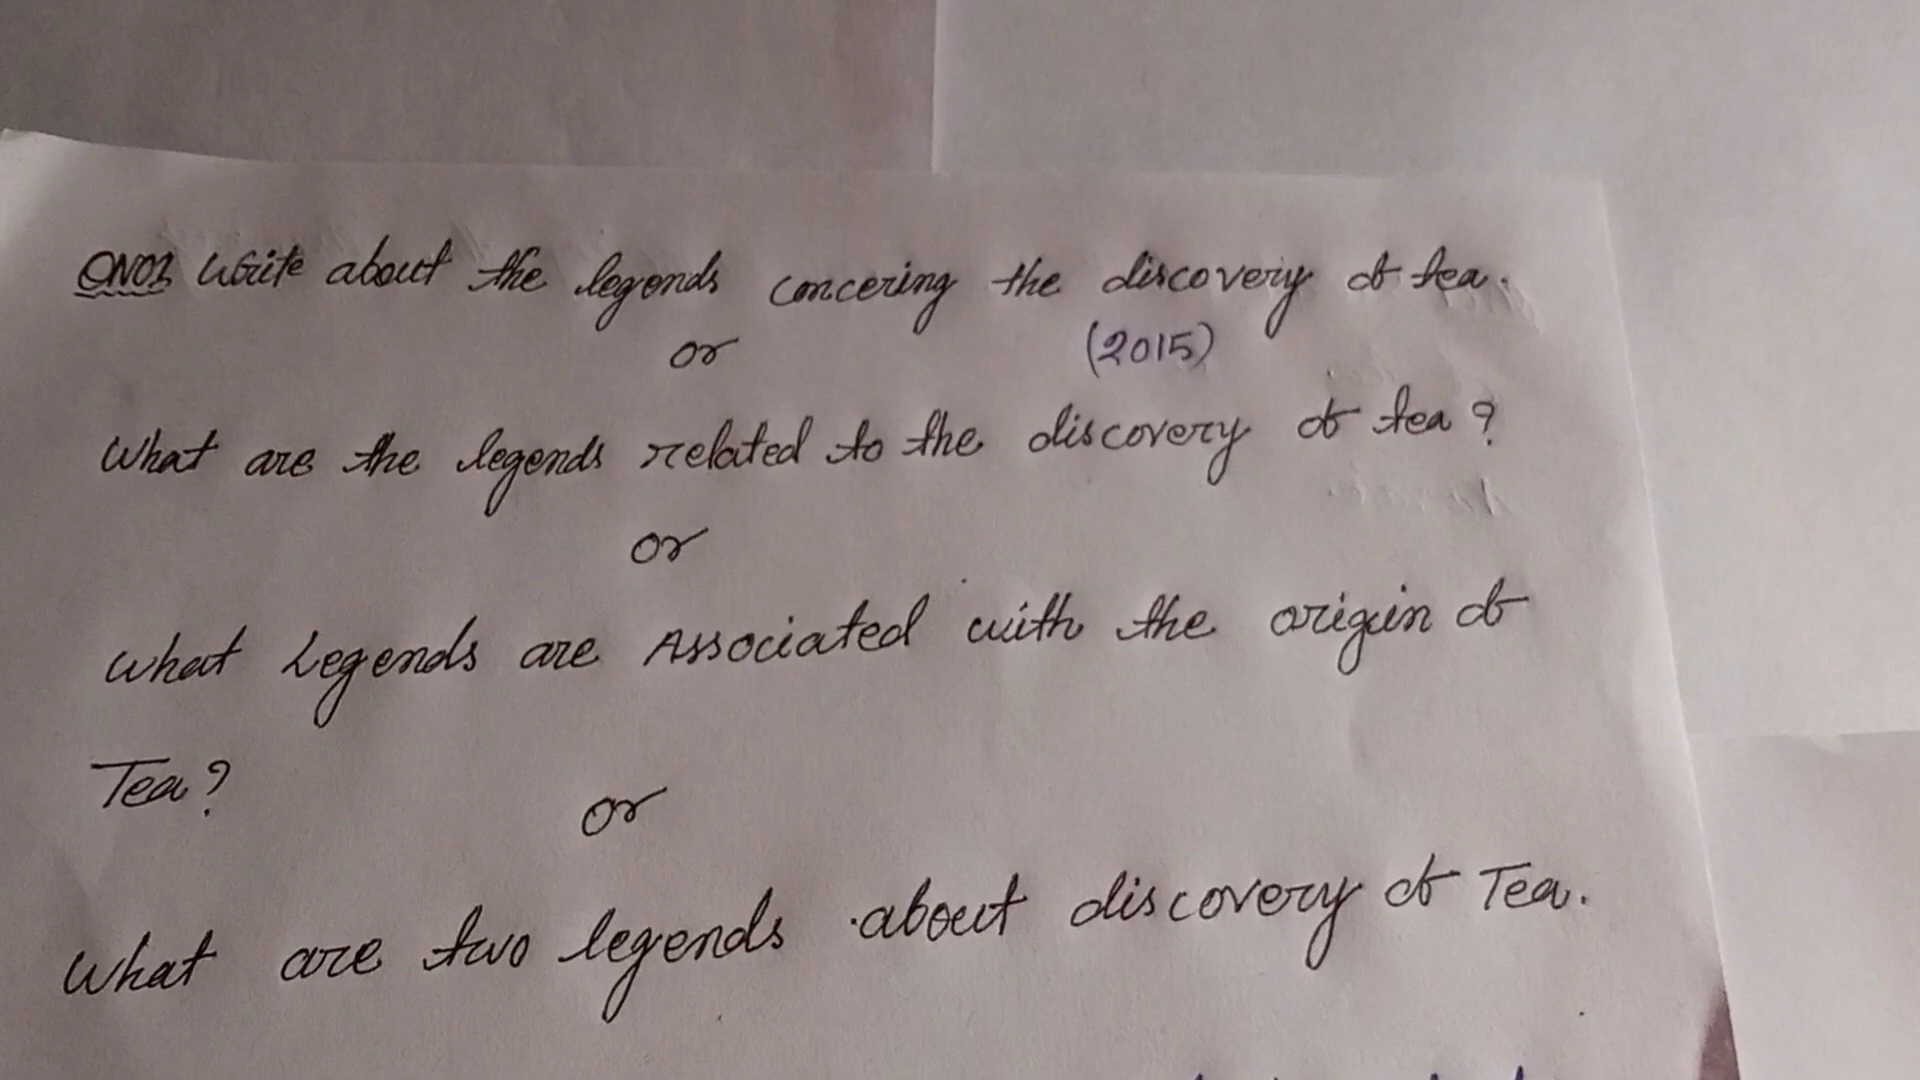 QNO1 Write about the legends concering the discovery of tea.
or (2015)
What are the legends related to the discovery of tea?
or
What Legends are Associated with the origin of
Tea?
or
What are two legends about discovery of Tea.